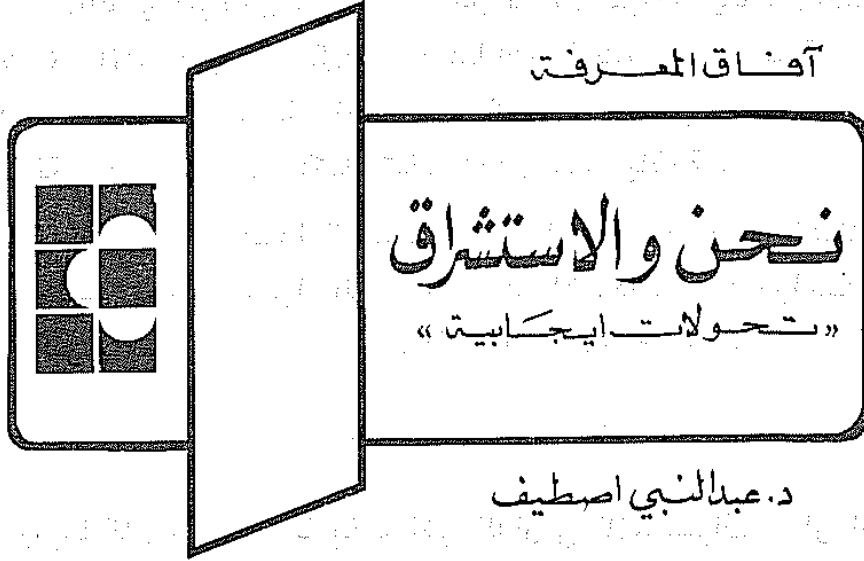 آفاق المعرفة
نحن والاستشراق
«تحولات ايجابية»
د. عبدالنبي اصطيف